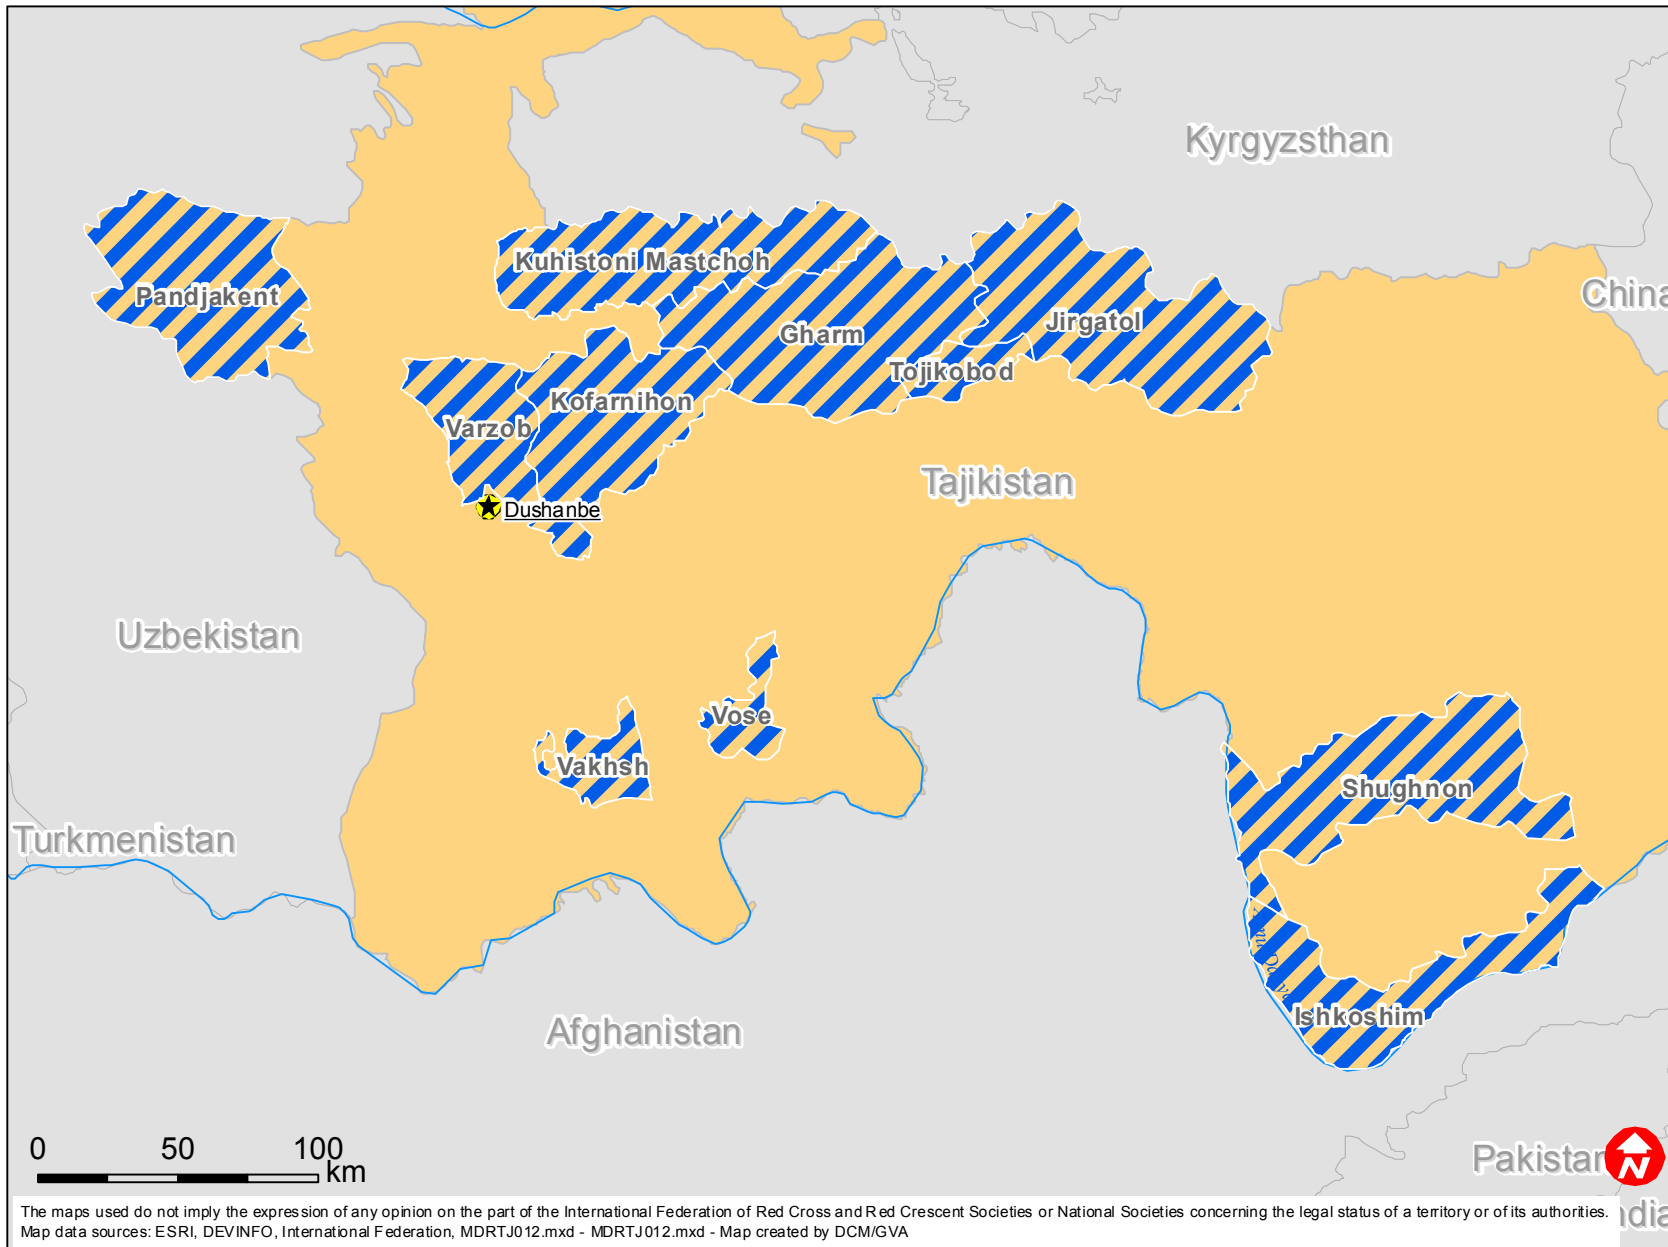 Kyrgyzsthan
China
Kuhistoni Mastchoh
Pandjakent
Jirgatol
Gharm
Tojikobod
Kofarnihon
Varzob
Tajikistan
Dushanbe
Uzbekistan
Vose
Vakhsh
Shughnon
Turkmenistan
Ishkoshim
Afghanistan
0 50 100
km
Pakistan
N
The maps used do not imply the expression of any opinion on the part of the International Federation of Red Cross and Red Crescent Societies or National Societies concerning the legal status of a territory or of its authorities.
Map data sources: ESRI, DEVINFO, International Federation, MDRTJ012.mxd - MDRTJ012.mxd - Map created by DCM/GVA